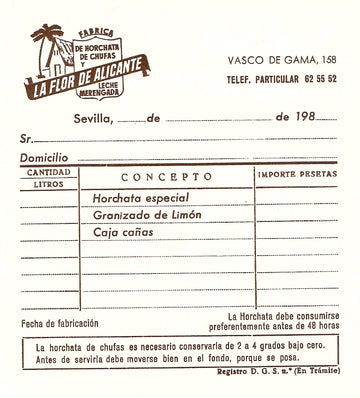 FABRICA
DE HORCHATA
DE CHUFAS
Y
LA FLOR DE ALICANTE
LECHE
MERENGADA
VASCO DE GAMA, 158
TELEF. PARTICULAR 62 55 52
Sevilla, ____ de ____ de 198__
Sr.
Domicilio
CANTIDAD
LITROS
CONCEPTO
IMPORTE PESETAS
Horchata especial
Granizado de Limón
Caja cañas
Fecha de fabricación
La Horchata debe consumirse
preferentemente antes de 48 horas
La horchata de chufas es necesario conservarla de 2 a 4 grados bajo cero.
Antes de servirla debe moverse bien en el fondo, porque se posa.
Registro D. G. S. n.º (En Trámite)